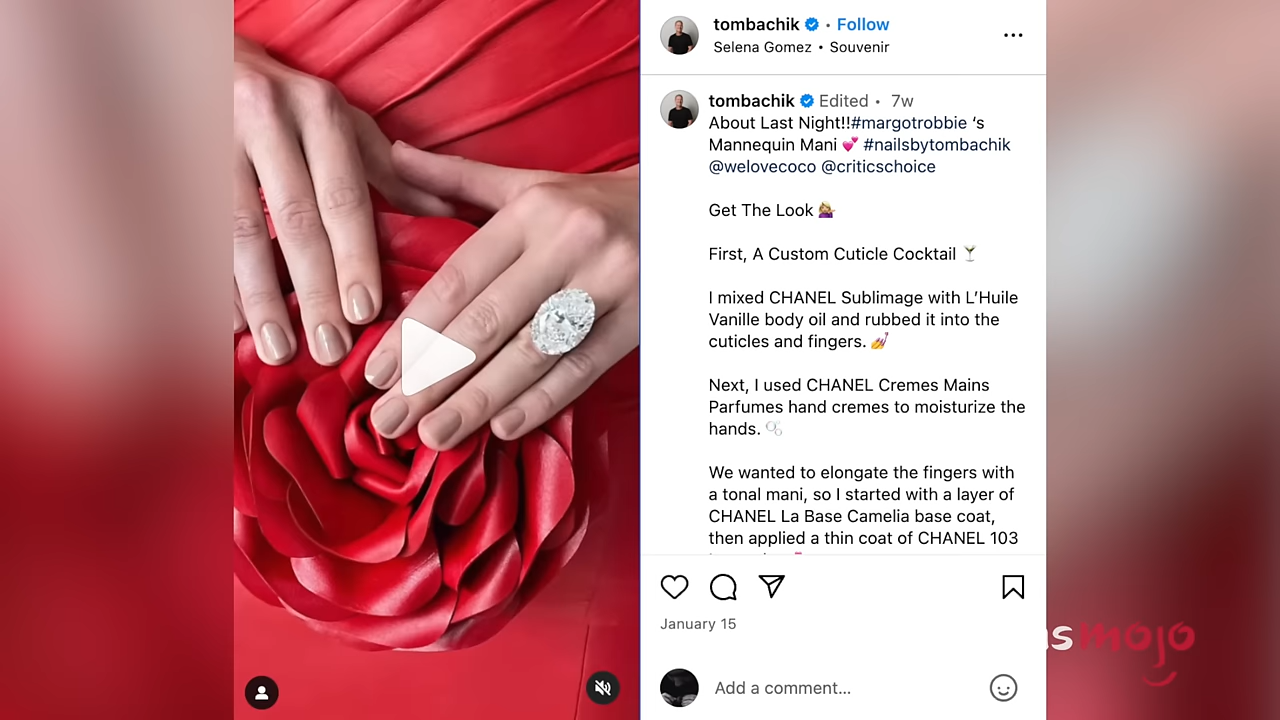 tombachik • Follow
Selena Gomez • Souvenir
tombachik Edited • 7w
About Last Night!!#margotrobbie ‘s
Mannequin Mani 💕 #nailsbytombachik
@welovecoco @criticschoice
Get The Look 💁🏼‍♀️
First, A Custom Cuticle Cocktail 🍸
I mixed CHANEL Sublimage with L’Huile
Vanille body oil and rubbed it into the
cuticles and fingers. 💅
Next, I used CHANEL Cremes Mains
Parfumes hand cremes to moisturize the
hands. 🫧
We wanted to elongate the fingers with
a tonal mani, so I started with a layer of
CHANEL La Base Camelia base coat,
then applied a thin coat of CHANEL 103
January 15
Add a comment...
mojo